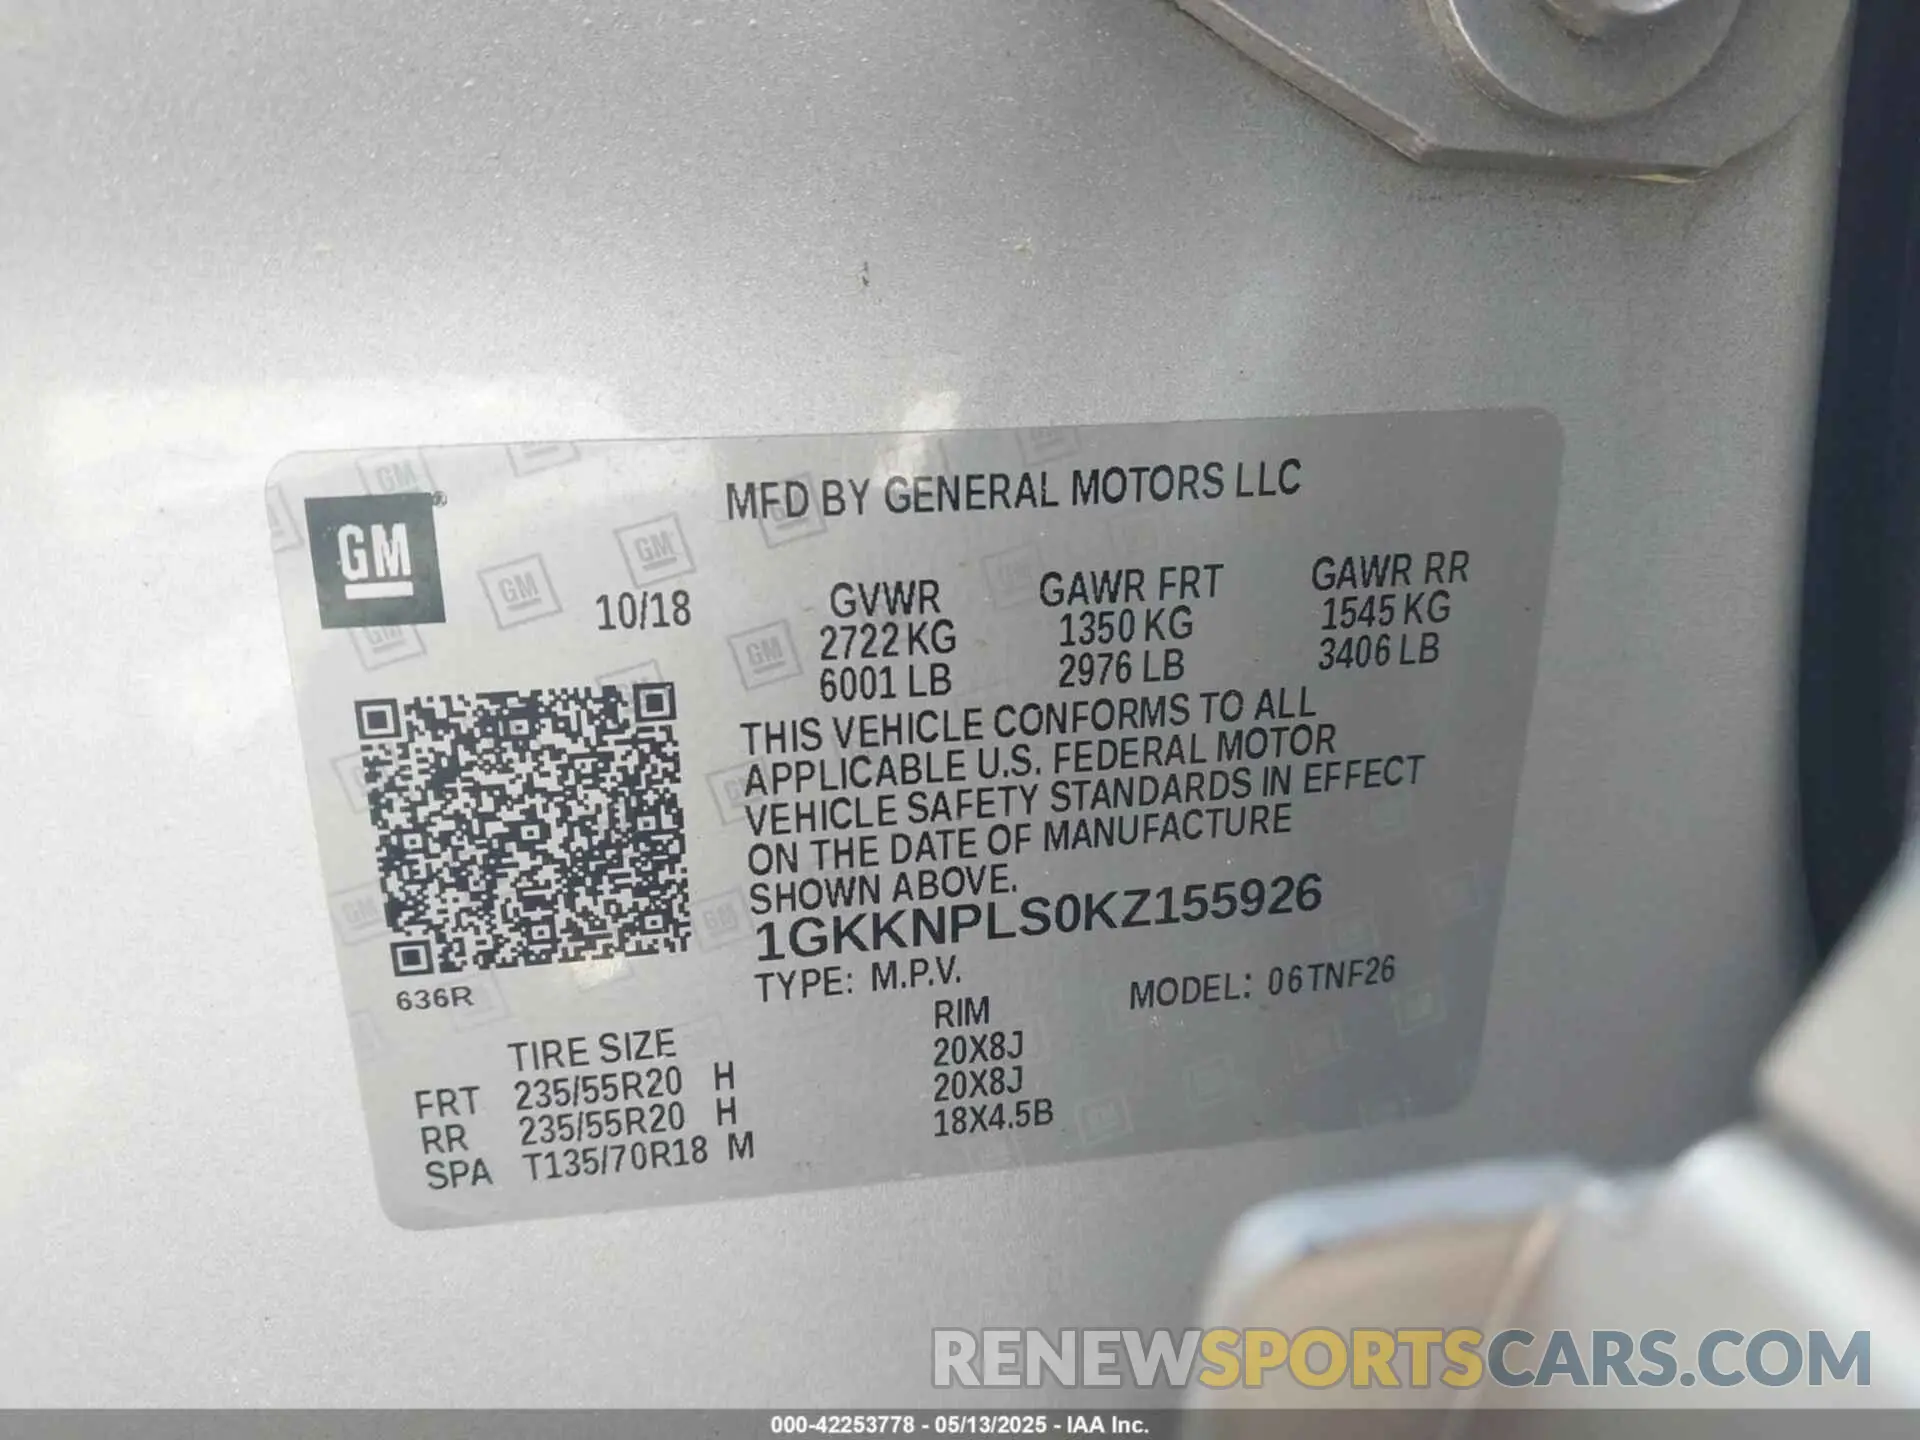 MFD BY GENERAL MOTORS LLC
GM®
10/18
GVWR GAWR FRT GAWR RR
2722 KG 1350 KG 1545 KG
6001 LB 2976 LB 3406 LB
THIS VEHICLE CONFORMS TO ALL
APPLICABLE U.S. FEDERAL MOTOR
VEHICLE SAFETY STANDARDS IN EFFECT
ON THE DATE OF MANUFACTURE
SHOWN ABOVE.
1GKKNPLS0KZ155926
TYPE: M.P.V. MODEL: 06TNF26
636R
TIRE SIZE RIM
FRT 235/55R20 H 20X8J
RR 235/55R20 H 20X8J
SPA T135/70R18 M 18X4.5B
RENEWSPORTSCARS.COM
000-42253778 - 05/13/2025 - IAA Inc.